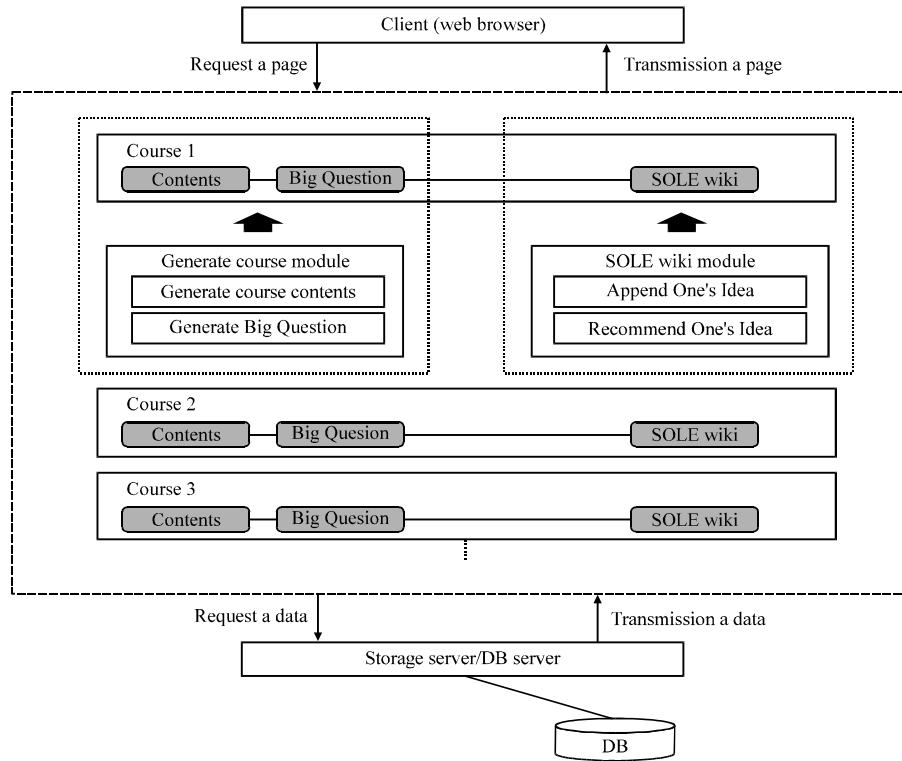 Client (web browser)
Request a page
Transmission a page
Course 1
Contents
Big Question
SOLE wiki
Generate course module
Generate course contents
Generate Big Question
SOLE wiki module
Append One's Idea
Recommend One's Idea
Course 2
Contents
Big Quesion
SOLE wiki
Course 3
Contents
Big Quesion
SOLE wiki
Request a data
Transmission a data
Storage server/DB server
DB